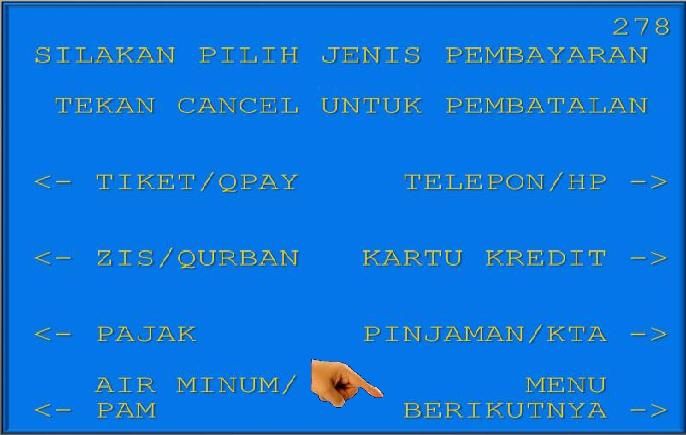 278
SILAKAN PILIH JENIS PEMBAYARAN
TEKAN CANCEL UNTUK PEMBATALAN
<- TIKET/QPAY TELEPON/HP ->
<- ZIS/QURBAN KARTU KREDIT ->
<- PAJAK PINJAMAN/KTA ->
AIR MINUM/ MENU
<- PAM BERIKUTNYA ->